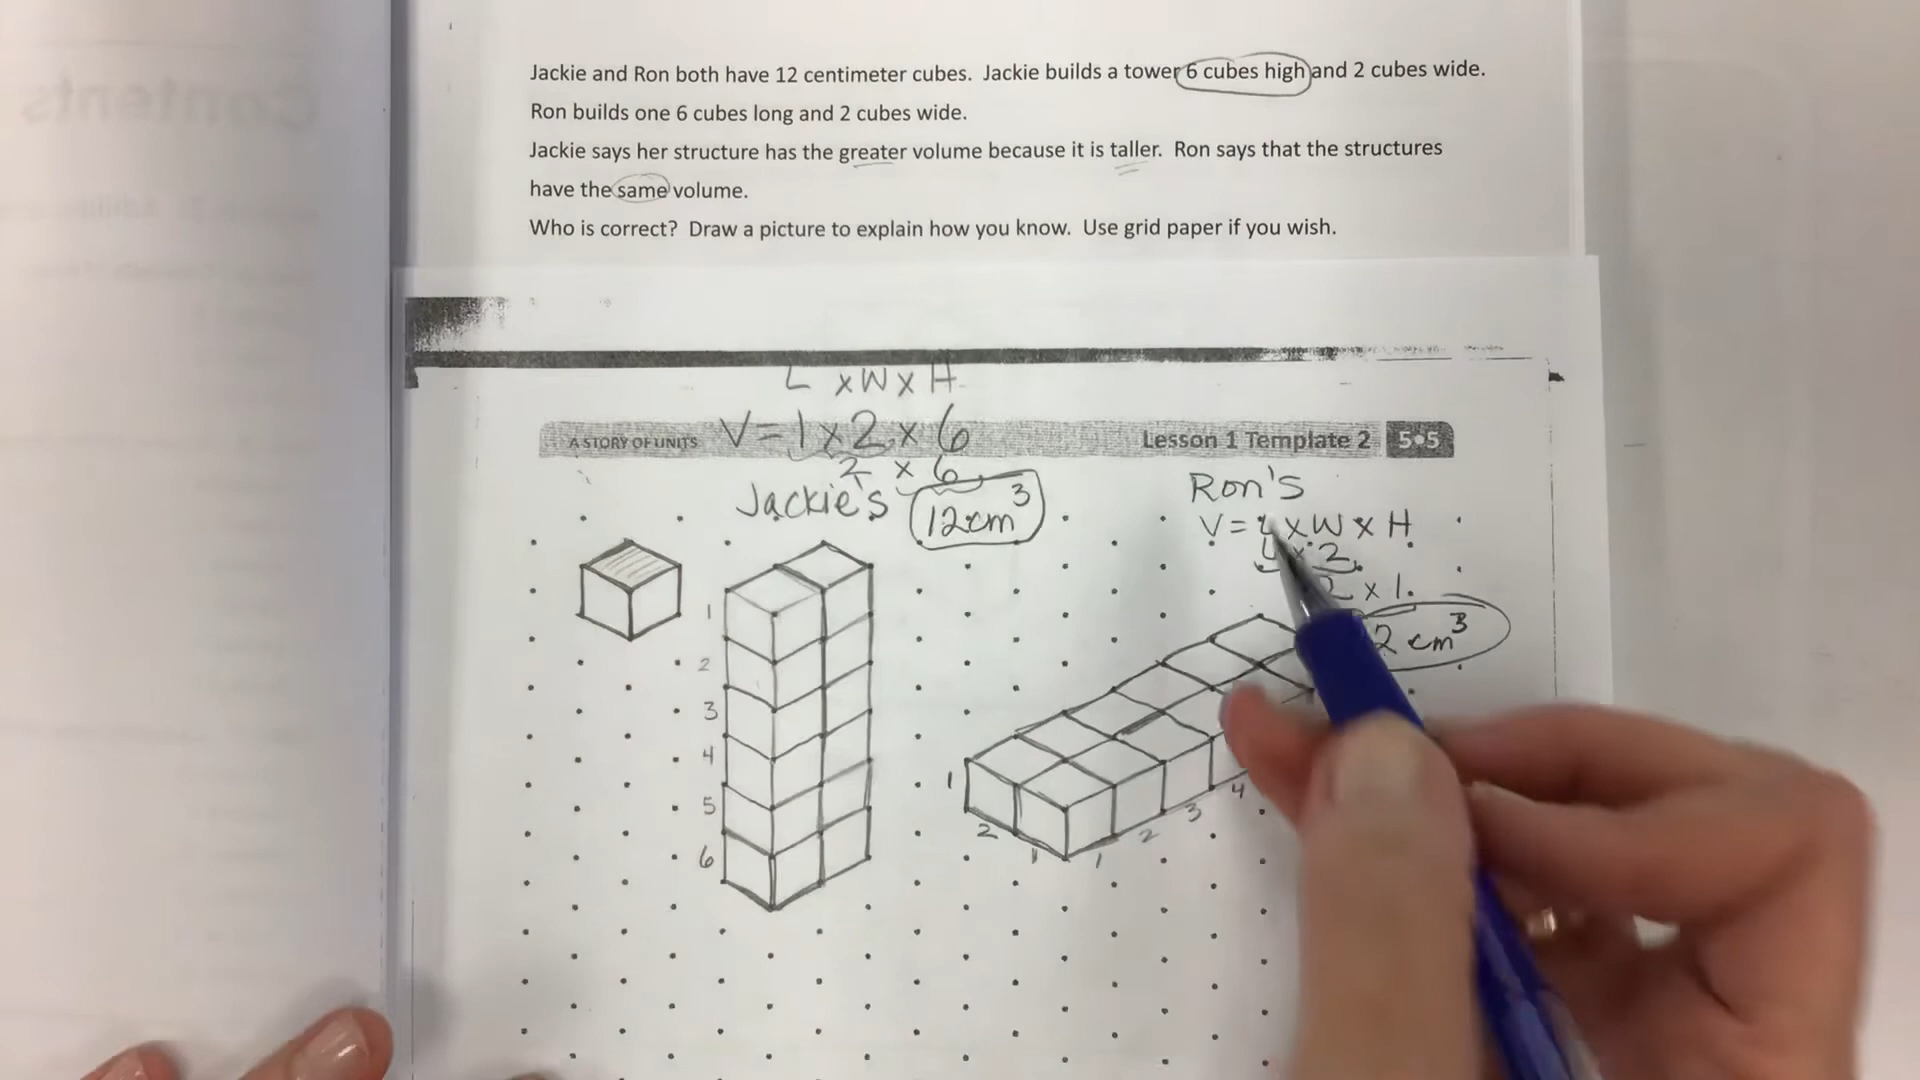 Jackie and Ron both have 12 centimeter cubes. Jackie builds a tower 6 cubes high and 2 cubes wide.
Ron builds one 6 cubes long and 2 cubes wide.
Jackie says her structure has the greater volume because it is taller. Ron says that the structures
have the same volume.
Who is correct? Draw a picture to explain how you know. Use grid paper if you wish.
Contents
L x W x H
V = 1 x 2 x 6
A STORY OF UNITS
Lesson 1 Template 2 5•5
2 x 6
Jackie's 12cm³
Ron's
V = L x W x H
x 2
2 x 1
2 cm³
1
2
3
4
5
6
1
2
1
1
2
3
4